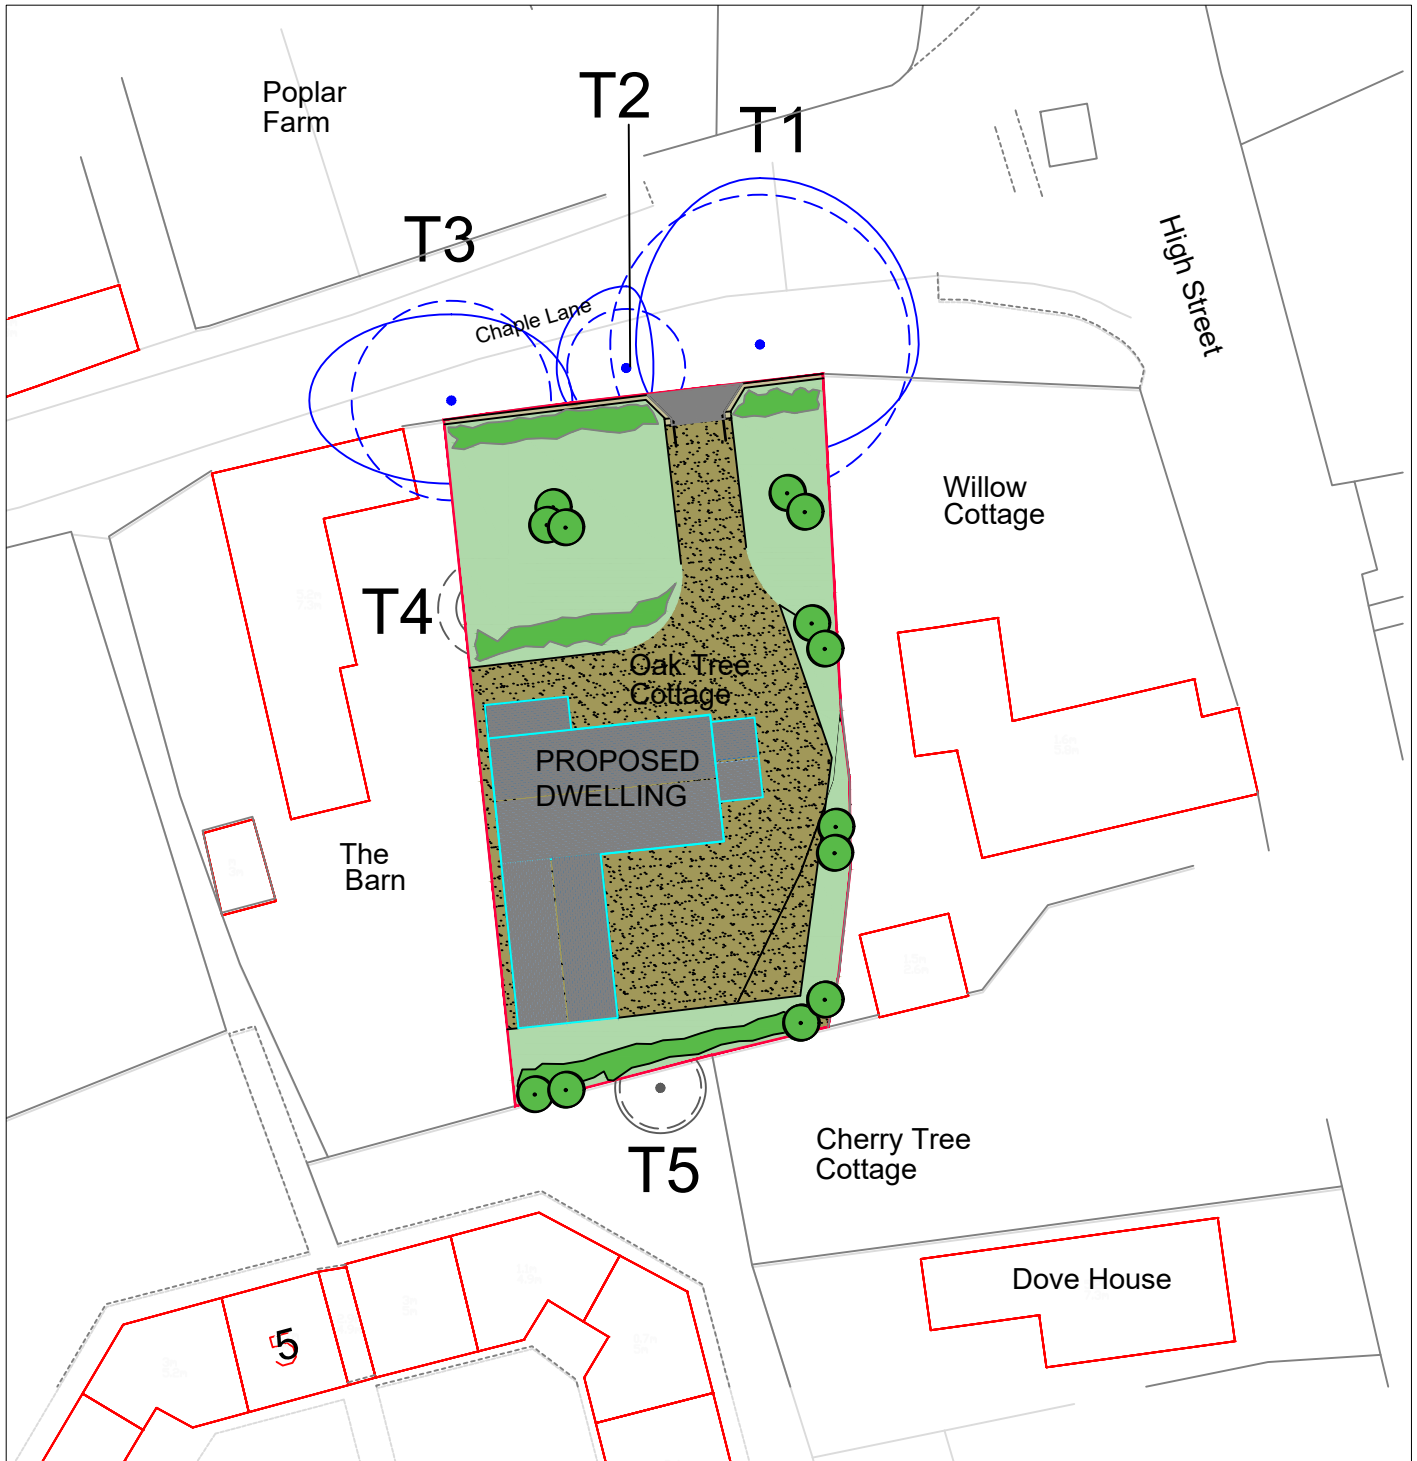 Poplar
Farm
T2
T1
T3
Chaple Lane
High Street
Willow
Cottage
T4
Oak Tree
Cottage
PROPOSED
DWELLING
The
Barn
T5
Cherry Tree
Cottage
Dove House
5